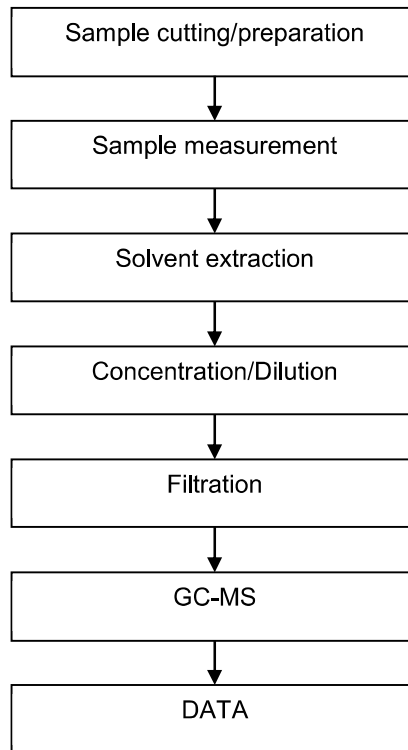 Sample cutting/preparation
Sample measurement
Solvent extraction
Concentration/Dilution
Filtration
GC-MS
DATA